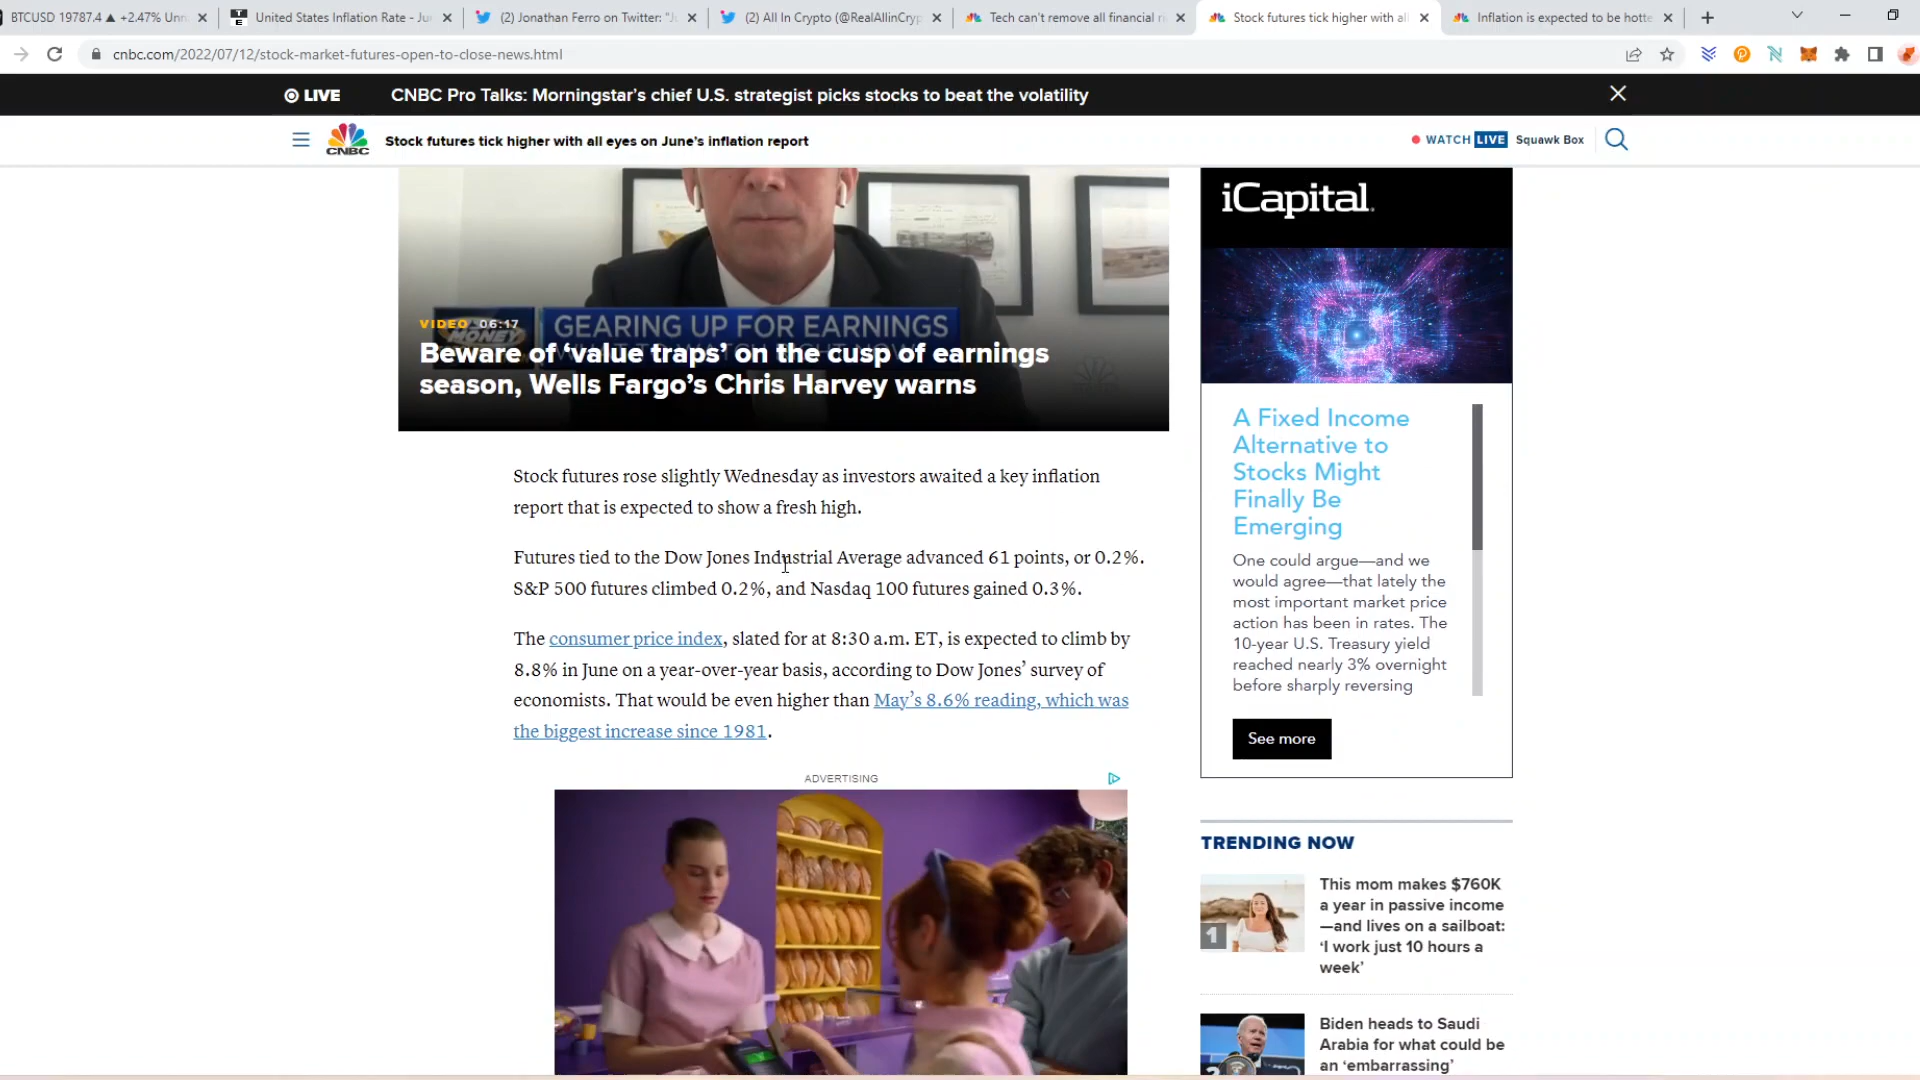 BTCUSD 19787.4 ▲ +2.47% Unn
United States Inflation Rate - Ju
(2) Jonathan Ferro on Twitter: "J
(2) All In Crypto (@RealAllinCryp
Tech can't remove all financial ri
Stock futures tick higher with all
Inflation is expected to be hotte
cnbc.com/2022/07/12/stock-market-futures-open-to-close-news.html
LIVE
CNBC Pro Talks: Morningstar's chief U.S. strategist picks stocks to beat the volatility
CNBC
Stock futures tick higher with all eyes on June's inflation report
WATCH LIVE Squawk Box
GEARING UP FOR EARNINGS
VIDEO 06:17
MONEY
Beware of 'value traps' on the cusp of earnings
season, Wells Fargo's Chris Harvey warns
Stock futures rose slightly Wednesday as investors awaited a key inflation
report that is expected to show a fresh high.
Futures tied to the Dow Jones Industrial Average advanced 61 points, or 0.2%.
S&P 500 futures climbed 0.2%, and Nasdaq 100 futures gained 0.3%.
The consumer price index, slated for at 8:30 a.m. ET, is expected to climb by
8.8% in June on a year-over-year basis, according to Dow Jones' survey of
economists. That would be even higher than May's 8.6% reading, which was
the biggest increase since 1981.
ADVERTISING
iCapital.
A Fixed Income
Alternative to
Stocks Might
Finally Be
Emerging
One could argue—and we
would agree—that lately the
most important market price
action has been in rates. The
10-year U.S. Treasury yield
reached nearly 3% overnight
before sharply reversing
See more
TRENDING NOW
1
This mom makes $760K
a year in passive income
—and lives on a sailboat:
'I work just 10 hours a
week'
2
Biden heads to Saudi
Arabia for what could be
an 'embarrassing'